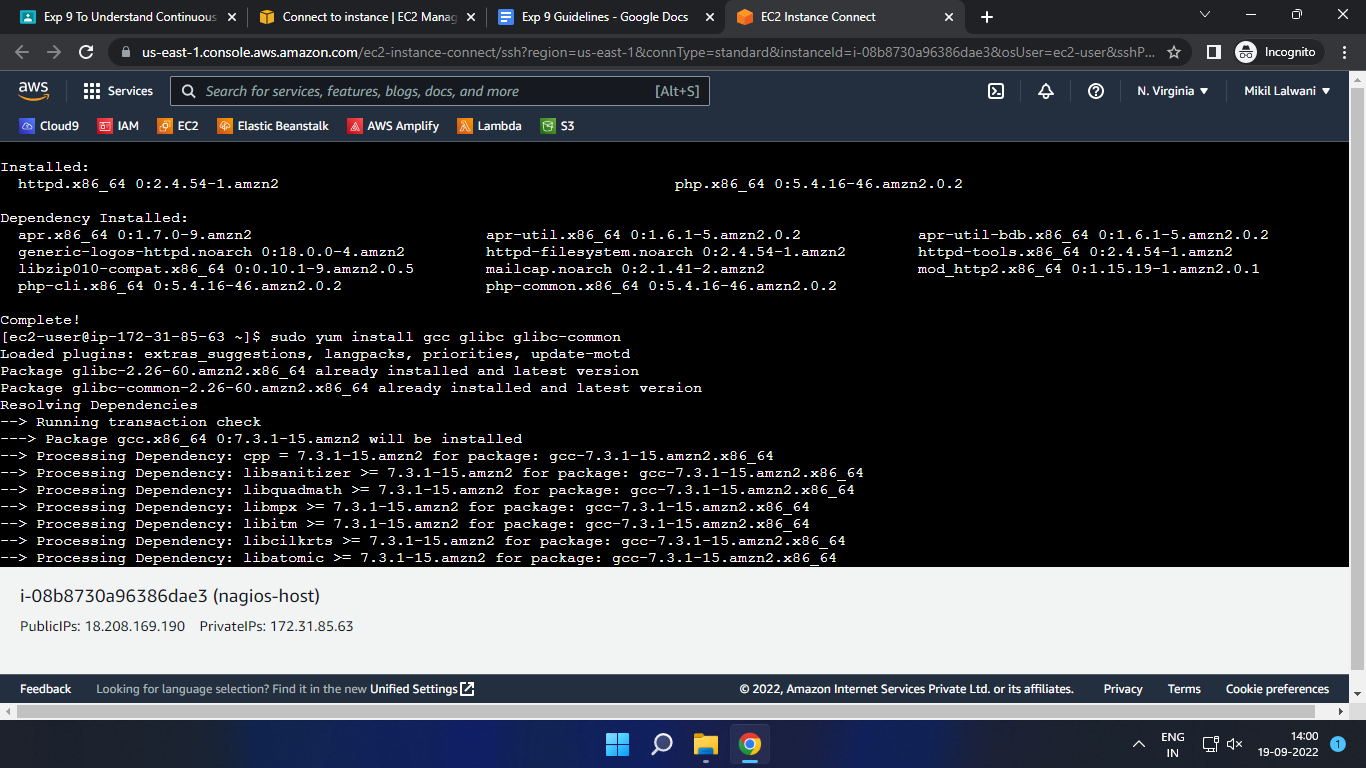 Exp 9 To Understand Continuous
Connect to instance | EC2 Manag
Exp 9 Guidelines - Google Docs
EC2 Instance Connect
us-east-1.console.aws.amazon.com/ec2-instance-connect/ssh?region=us-east-1&connType=standard&instanceId=i-08b8730a96386dae3&osUser=ec2-user&sshP...
Incognito
aws
Services
Search for services, features, blogs, docs, and more
[Alt+S]
N. Virginia
Mikil Lalwani
Cloud9
IAM
EC2
Elastic Beanstalk
AWS Amplify
Lambda
S3
Installed:
httpd.x86_64 0:2.4.54-1.amzn2 php.x86_64 0:5.4.16-46.amzn2.0.2
Dependency Installed:
apr.x86_64 0:1.7.0-9.amzn2 apr-util.x86_64 0:1.6.1-5.amzn2.0.2 apr-util-bdb.x86_64 0:1.6.1-5.amzn2.0.2
generic-logos-httpd.noarch 0:18.0.0-4.amzn2 httpd-filesystem.noarch 0:2.4.54-1.amzn2 httpd-tools.x86_64 0:2.4.54-1.amzn2
libzip010-compat.x86_64 0:0.10.1-9.amzn2.0.5 mailcap.noarch 0:2.1.41-2.amzn2 mod_http2.x86_64 0:1.15.19-1.amzn2.0.1
php-cli.x86_64 0:5.4.16-46.amzn2.0.2 php-common.x86_64 0:5.4.16-46.amzn2.0.2
Complete!
[ec2-user@ip-172-31-85-63 ~]$ sudo yum install gcc glibc glibc-common
Loaded plugins: extras_suggestions, langpacks, priorities, update-motd
Package glibc-2.26-60.amzn2.x86_64 already installed and latest version
Package glibc-common-2.26-60.amzn2.x86_64 already installed and latest version
Resolving Dependencies
--> Running transaction check
---> Package gcc.x86_64 0:7.3.1-15.amzn2 will be installed
--> Processing Dependency: cpp = 7.3.1-15.amzn2 for package: gcc-7.3.1-15.amzn2.x86_64
--> Processing Dependency: libsanitizer >= 7.3.1-15.amzn2 for package: gcc-7.3.1-15.amzn2.x86_64
--> Processing Dependency: libquadmath >= 7.3.1-15.amzn2 for package: gcc-7.3.1-15.amzn2.x86_64
--> Processing Dependency: libmpx >= 7.3.1-15.amzn2 for package: gcc-7.3.1-15.amzn2.x86_64
--> Processing Dependency: libitm >= 7.3.1-15.amzn2 for package: gcc-7.3.1-15.amzn2.x86_64
--> Processing Dependency: libcilkrts >= 7.3.1-15.amzn2 for package: gcc-7.3.1-15.amzn2.x86_64
--> Processing Dependency: libatomic >= 7.3.1-15.amzn2 for package: gcc-7.3.1-15.amzn2.x86_64
i-08b8730a96386dae3 (nagios-host)
PublicIPs: 18.208.169.190 PrivateIPs: 172.31.85.63
Feedback
Looking for language selection? Find it in the new Unified Settings
© 2022, Amazon Internet Services Private Ltd. or its affiliates.
Privacy
Terms
Cookie preferences
ENG
IN
14:00
19-09-2022
1